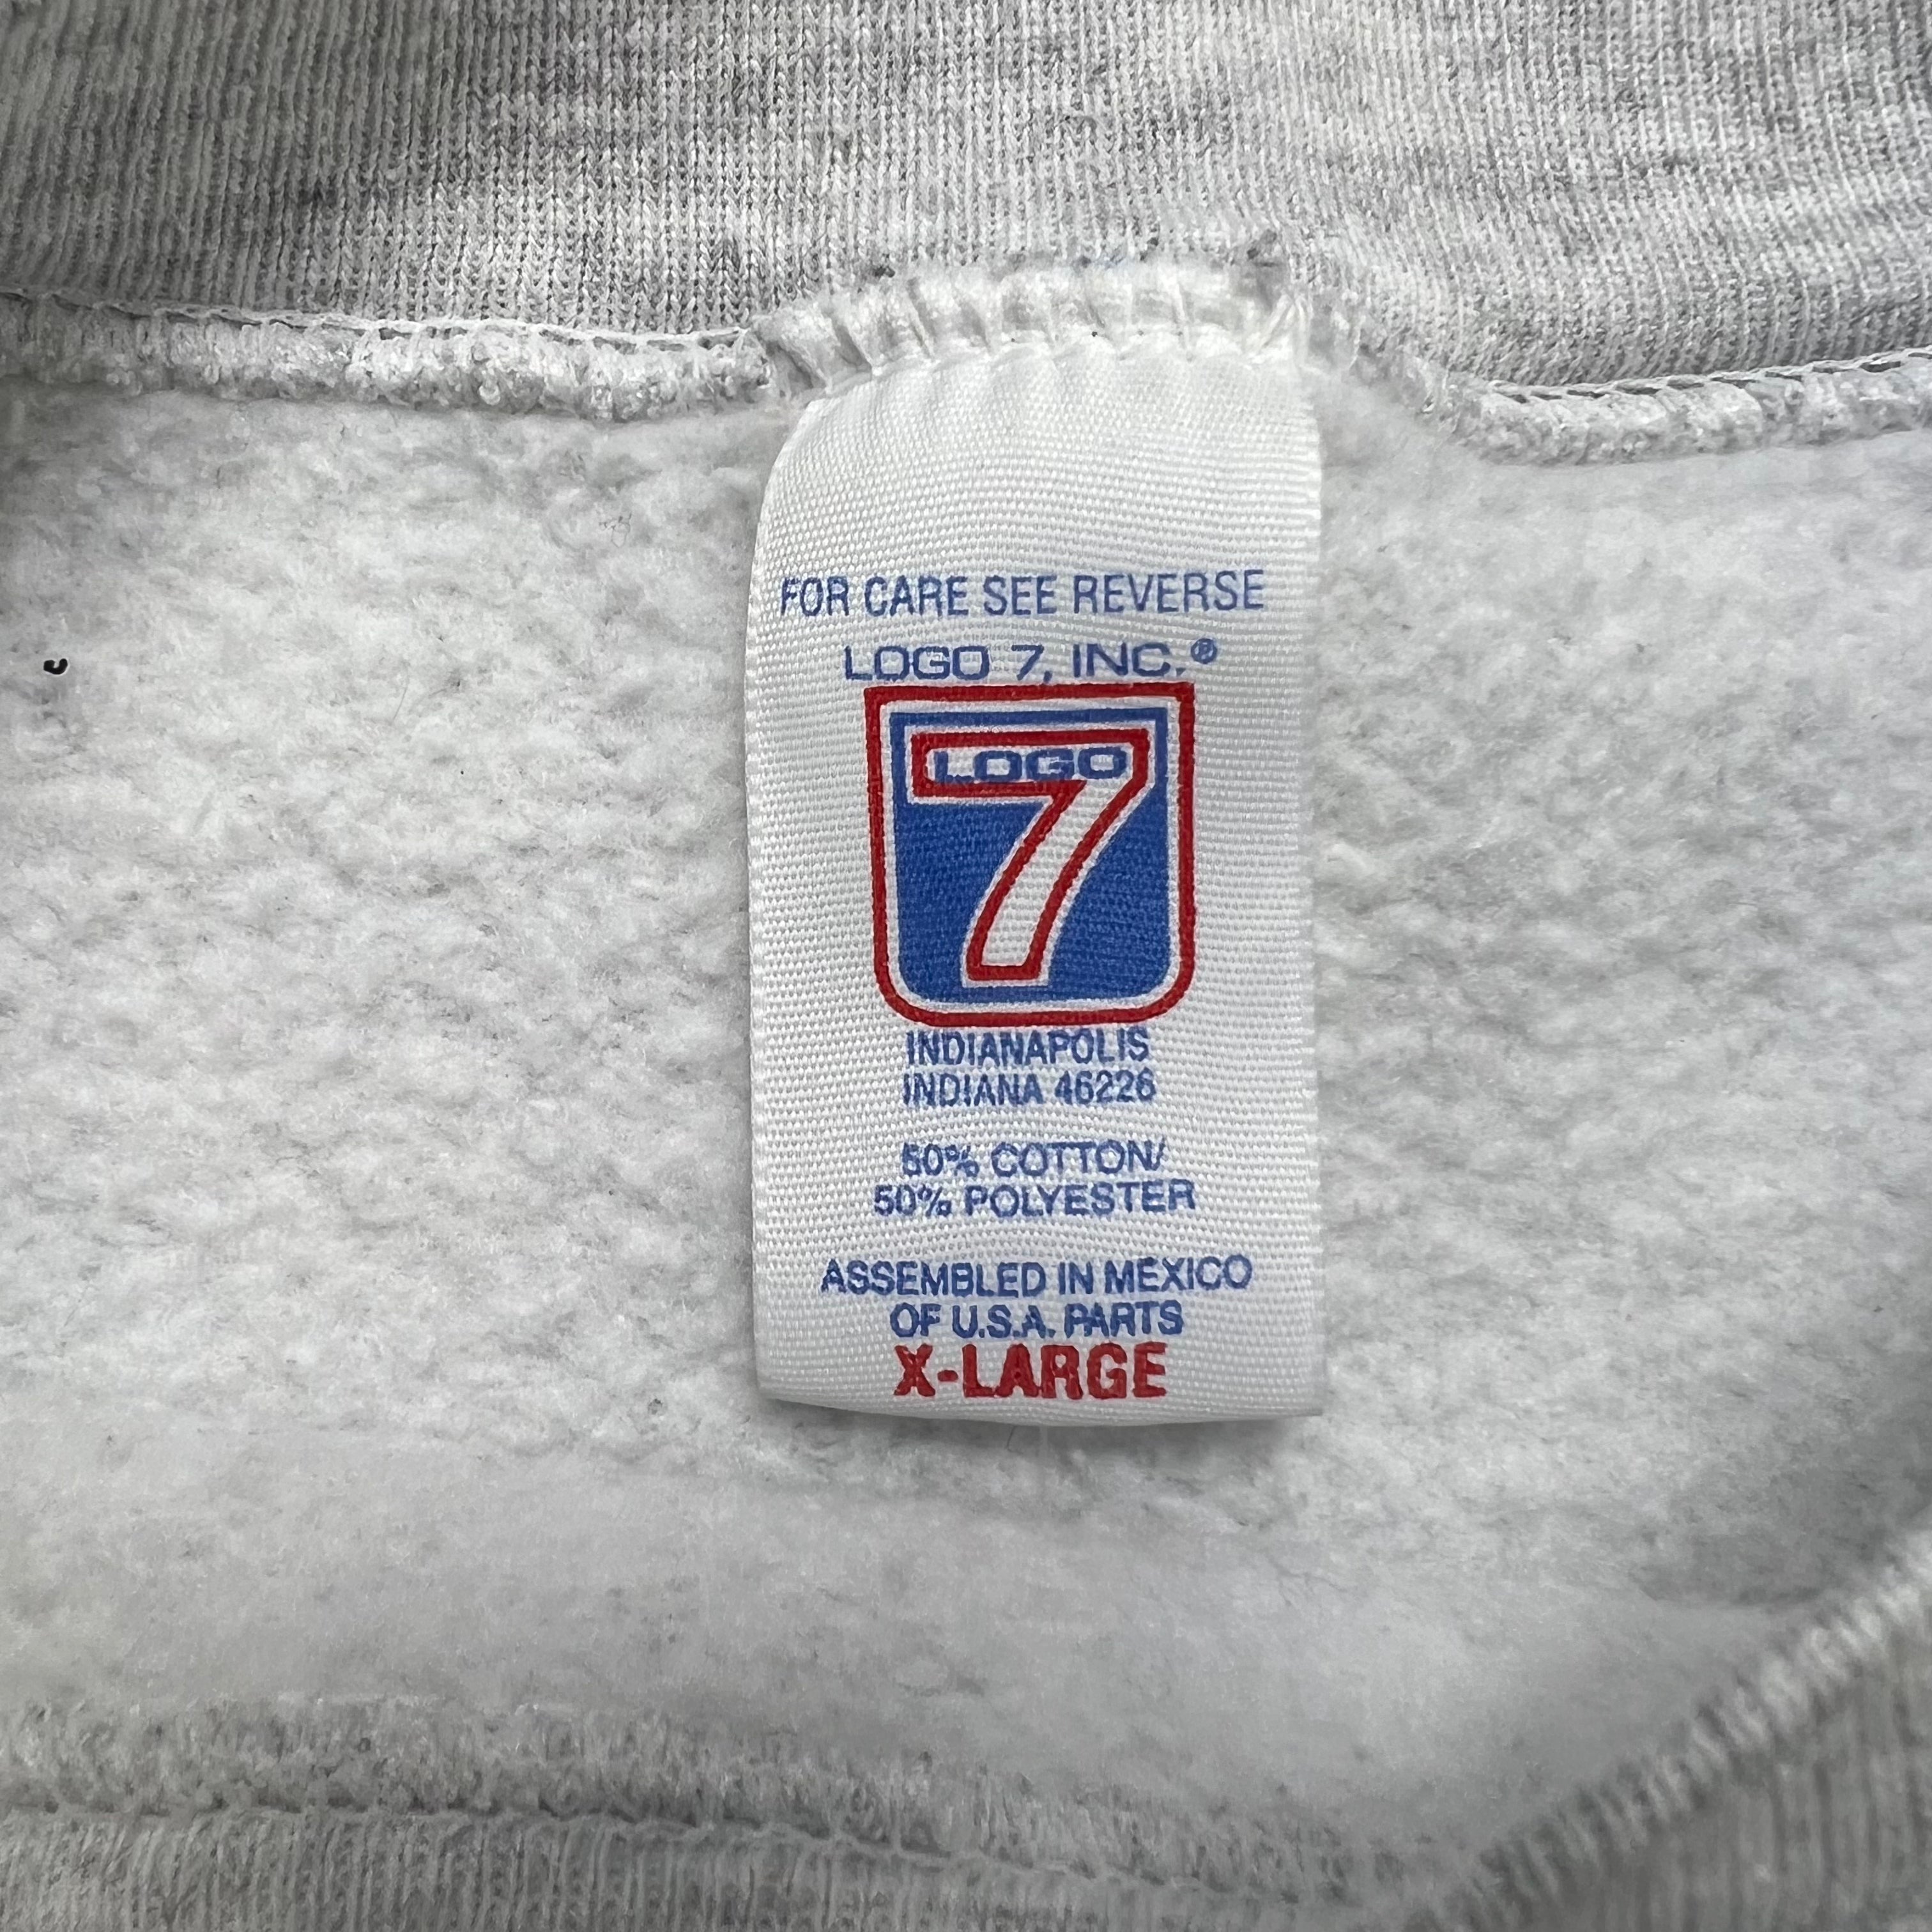 FOR CARE SEE REVERSE
LOGO 7, INC.®
LOGO
7
INDIANAPOLIS
INDIANA 46226
50% COTTON/
50% POLYESTER
ASSEMBLED IN MEXICO
OF U.S.A. PARTS
X-LARGE